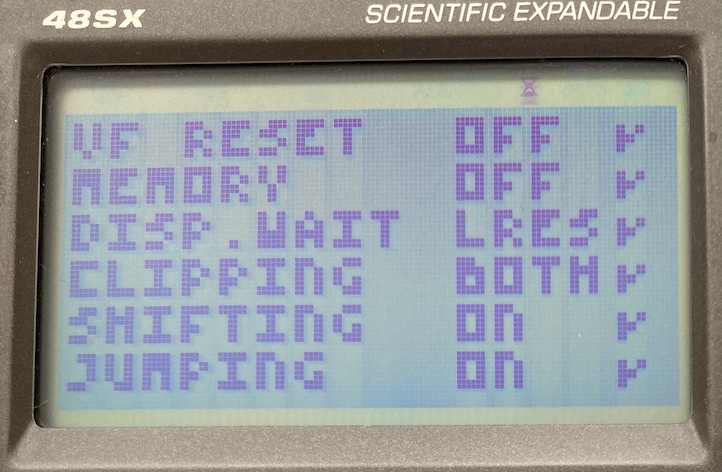 48SX SCIENTIFIC EXPANDABLE
VF RESET OFF
MEMORY OFF
DISP.WAIT LRES
CLIPPING BOTH
SHIFTING ON
JUMPING ON